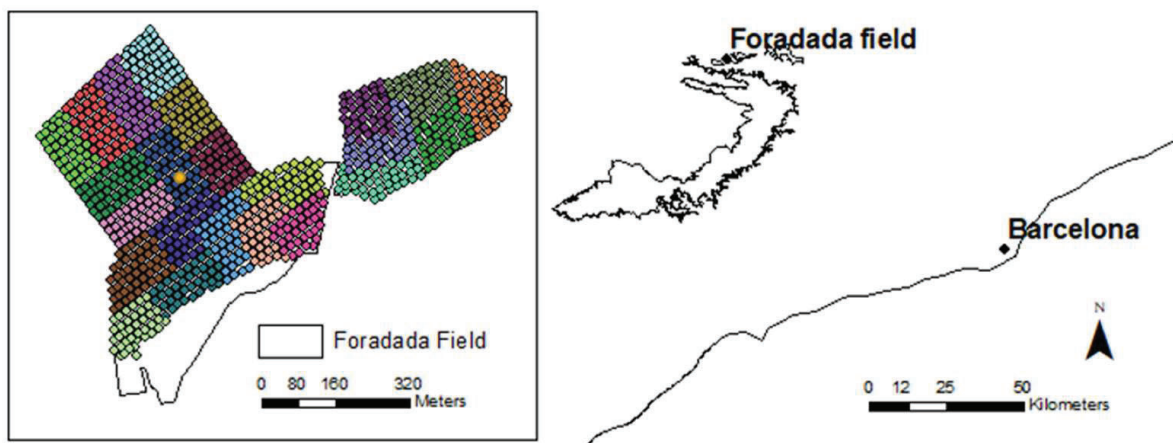 Foradada Field
0 80 160 320
Meters
Foradada field
Barcelona
N
0 12 25 50
Kilometers